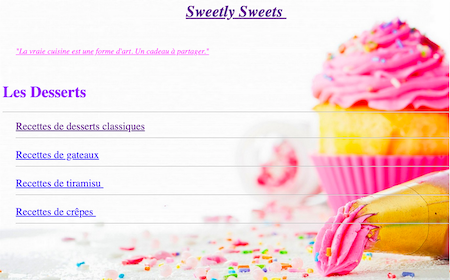 Sweetly Sweets
"La vraie cuisine est une forme d'art. Un cadeau à partager."
Les Desserts
Recettes de desserts classiques
Recettes de gateaux
Recettes de tiramisu
Recettes de crêpes